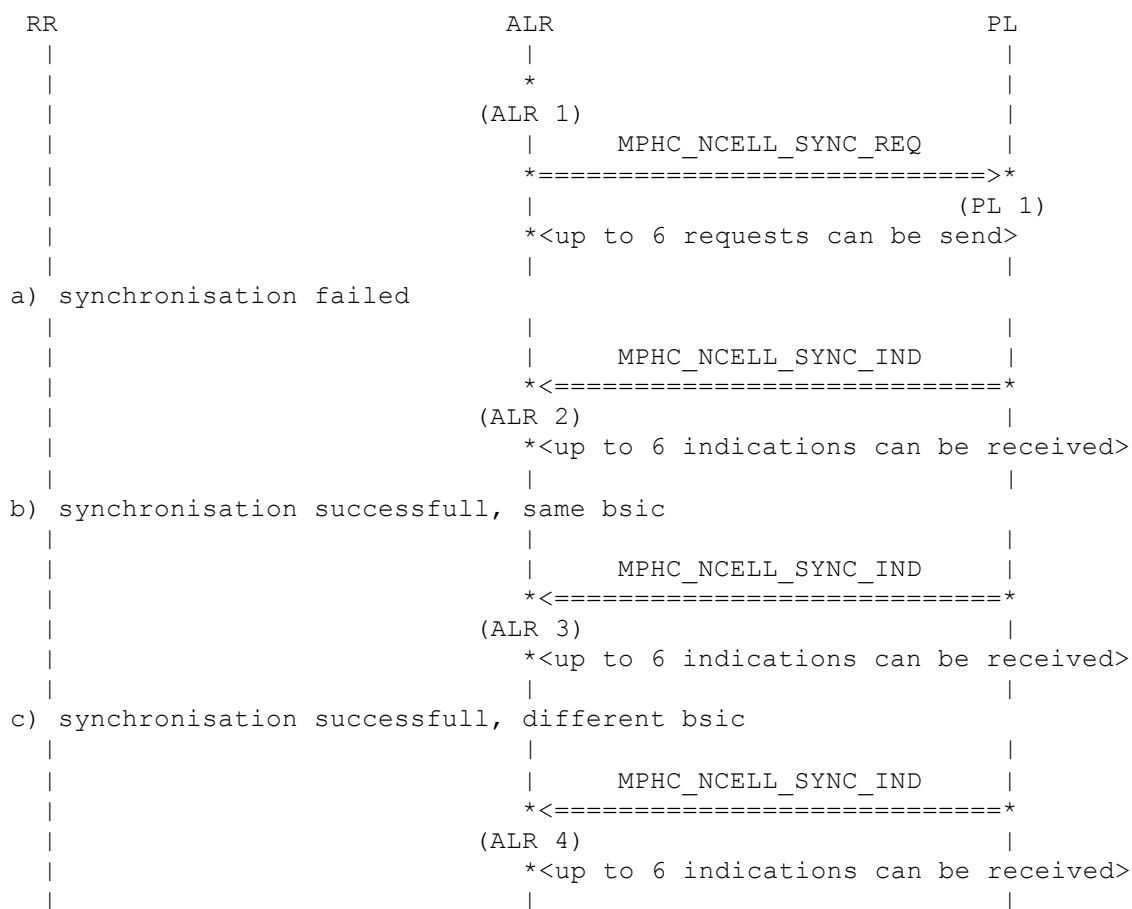 RR ALR PL
| | |
| * |
| (ALR 1) |
| | MPHC_NCELL_SYNC_REQ |
| *============================>*
| | (PL 1)
| *<up to 6 requests can be send>
| | |
a) synchronisation failed
| | |
| | MPHC_NCELL_SYNC_IND |
| *<============================*
| (ALR 2) |
| *<up to 6 indications can be received>
| | |
b) synchronisation successfull, same bsic
| | |
| | MPHC_NCELL_SYNC_IND |
| *<============================*
| (ALR 3) |
| *<up to 6 indications can be received>
| | |
c) synchronisation successfull, different bsic
| | |
| | MPHC_NCELL_SYNC_IND |
| *<============================*
| (ALR 4) |
| *<up to 6 indications can be received>
| | |